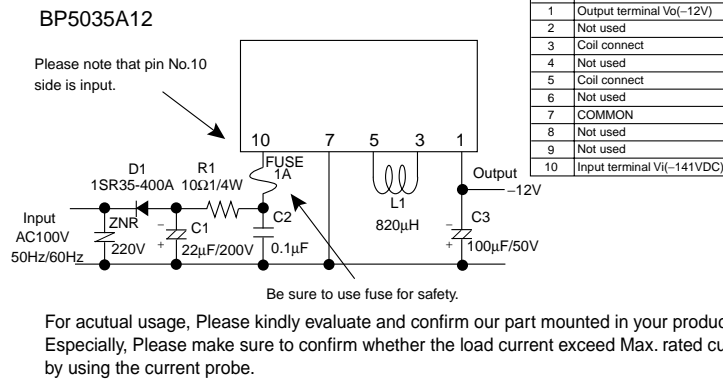 BP5035A12
1 Output terminal Vo(−12V)
2 Not used
3 Coil connect
4 Not used
5 Coil connect
6 Not used
7 COMMON
8 Not used
9 Not used
10 Input terminal Vi(−141VDC)
Please note that pin No.10
side is input.
10 7 5 3 1
FUSE
1A
D1
1SR35-400A
R1
10Ω1/4W
L1
820μH
Output
−12V
Input
AC100V
50Hz/60Hz
ZNR
220V
− C1
+ 22μF/200V
C2
0.1μF
− C3
+ 100μF/50V
Be sure to use fuse for safety.
For acutual usage, Please kindly evaluate and confirm our part mounted in your
Especially, Please make sure to confirm whether the load current exceed Max. rated
by using the current probe.